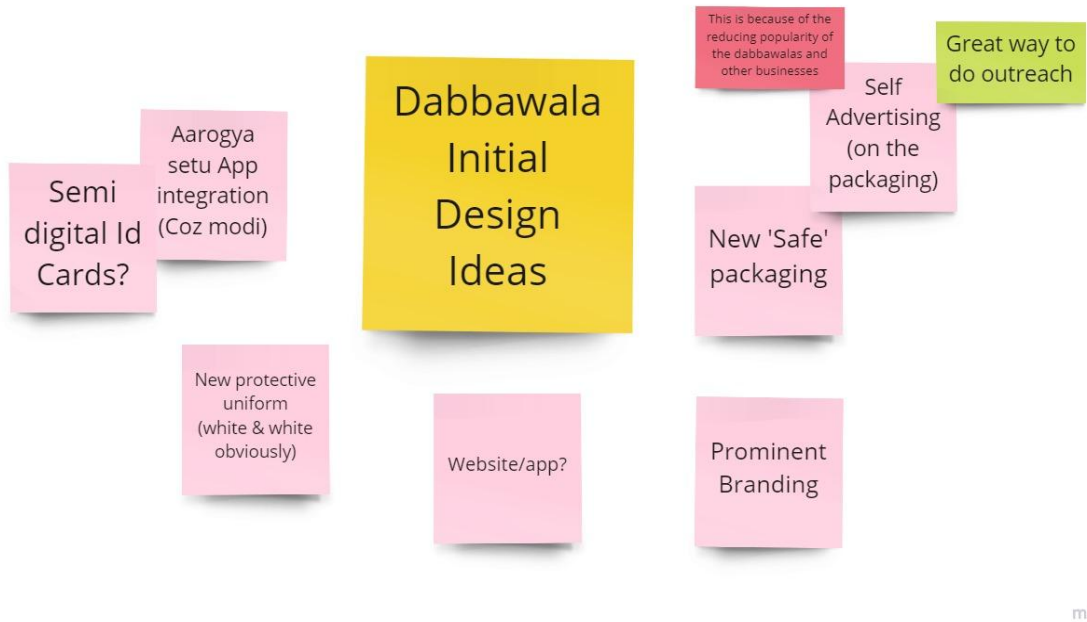 Dabbawala
Initial
Design
Ideas
Semi
digital Id
Cards?
Aarogya
setu App
integration
(Coz modi)
New protective
uniform
(white & white
obviously)
Website/app?
This is because of the
reducing popularity of
the dabbawalas and
other businesses
Self
Advertising
(on the
packaging)
Great way to
do outreach
New 'Safe'
packaging
Prominent
Branding
m